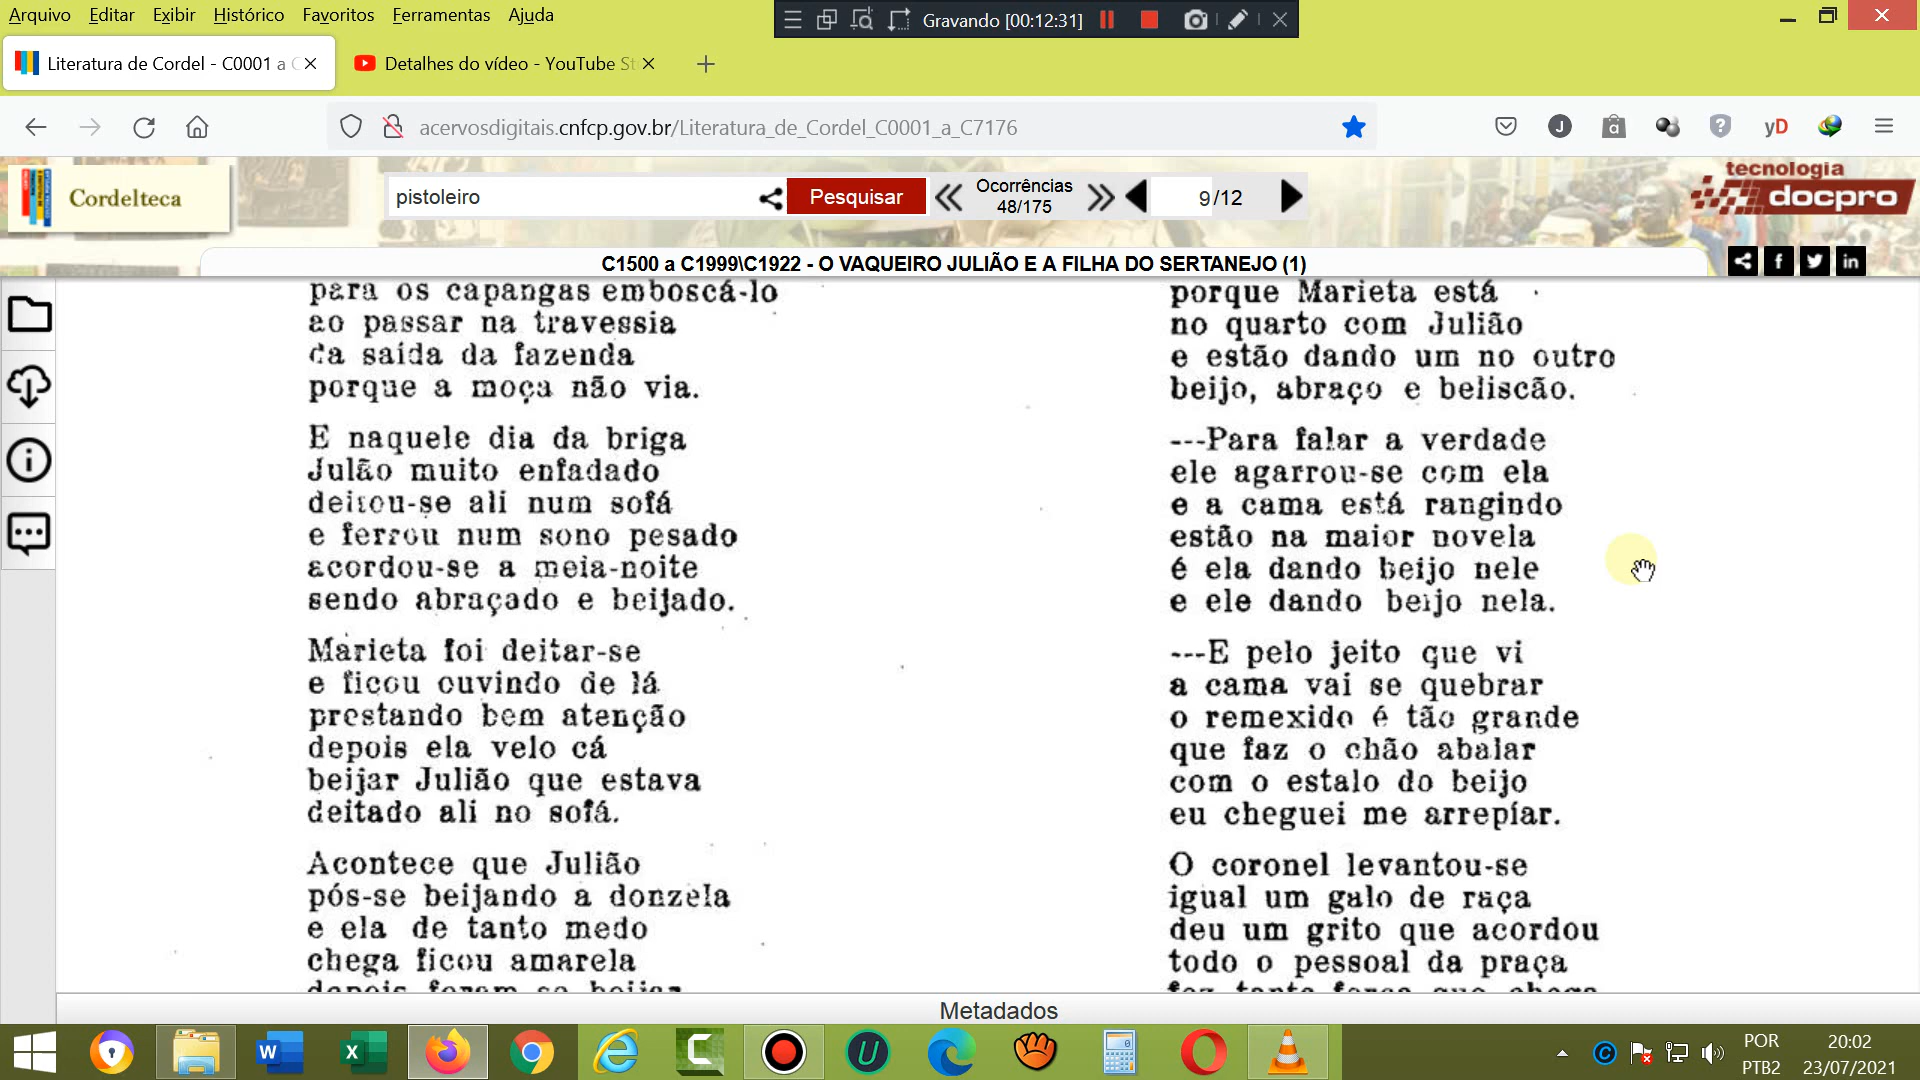 Arquivo Editar Exibir Histórico Favoritos Ferramentas Ajuda
Gravando [00:12:31]
Literatura de Cordel - C0001 a C
Detalhes do vídeo - YouTube St
acervosdigitais.cnfcp.gov.br/Literatura_de_Cordel_C0001_a_C7176
Cordelteca
pistoleiro
Pesquisar
Ocorrências
48/175
9 /12
tecnologia
docpro
C1500 a C1999\C1922 - O VAQUEIRO JULIÃO E A FILHA DO SERTANEJO (1)
para os capangas emboscá-lo
ao passar na travessia
da saída da fazenda
porque a moça não via.
E naquele dia da briga
Julão muito enfadado
deitou-se ali num sofá
e ferrou num sono pesado
acordou-se a meia-noite
sendo abraçado e beijado.
Marieta foi deitar-se
e ficou ouvindo de lá
prestando bem atenção
depois ela veio cá
beijar Julião que estava
deitado ali no sofá.
Acontece que Julião
pôs-se beijando a donzela
e ela de tanto medo
chega ficou amarela
depois foram se beijar
porque Marieta está
no quarto com Julião
e estão dando um no outro
beijo, abraço e beliscão.
---Para falar a verdade
ele agarrou-se com ela
e a cama está rangindo
estão na maior novela
é ela dando beijo nele
e ele dando beijo nela.
---E pelo jeito que vi
a cama vai se quebrar
o remexido é tão grande
que faz o chão abalar
com o estalo do beijo
eu cheguei me arrepiar.
O coronel levantou-se
igual um galo de raça
deu um grito que acordou
todo o pessoal da praça
fez tanta força que chega
Metadados
POR
PTB2
20:02
23/07/2021